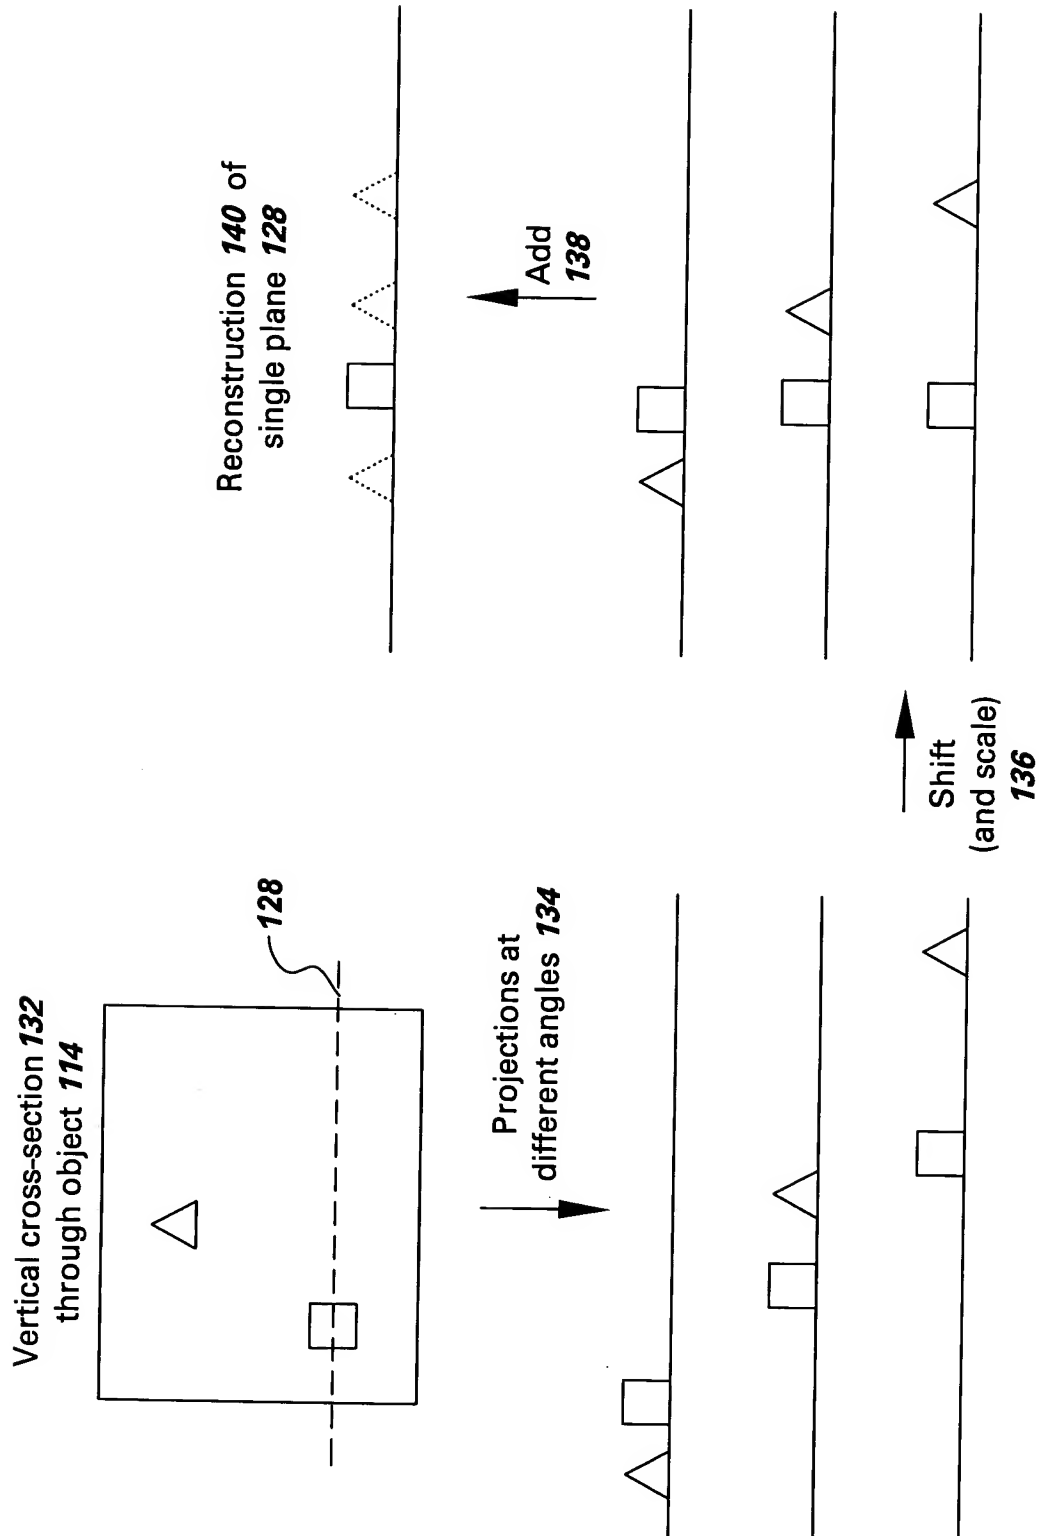 Vertical cross-section 132
through object 114
128
Projections at
different angles 134
Shift
(and scale)
136
Add
138
Reconstruction 140 of
single plane 128